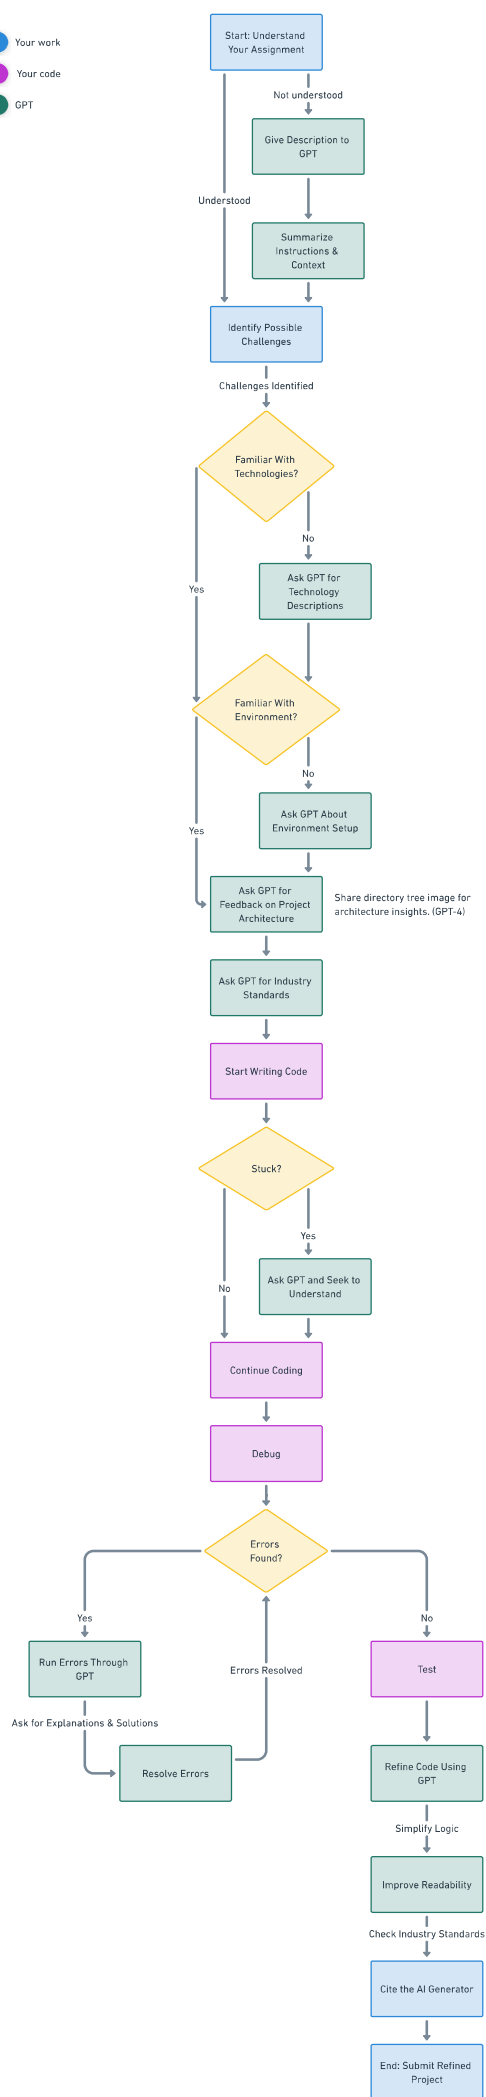 Your work
Your code
GPT
Start: Understand
Your Assignment
Not understood
Give Description to
GPT
Understood
Summarize
Instructions &
Context
Identify Possible
Challenges
Challenges Identified
Familiar With
Technologies?
No
Yes
Ask GPT for
Technology
Descriptions
Familiar With
Environment?
No
Yes
Ask GPT About
Environment Setup
Ask GPT for
Feedback on Project
Architecture
Share directory tree image for
architecture insights. (GPT-4)
Ask GPT for Industry
Standards
Start Writing Code
Stuck?
Yes
No
Ask GPT and Seek to
Understand
Continue Coding
Debug
Errors
Found?
Yes
No
Run Errors Through
GPT
Errors Resolved
Test
Ask for Explanations & Solutions
Resolve Errors
Refine Code Using
GPT
Simplify Logic
Improve Readability
Check Industry Standards
Cite the AI Generator
End: Submit Refined
Project